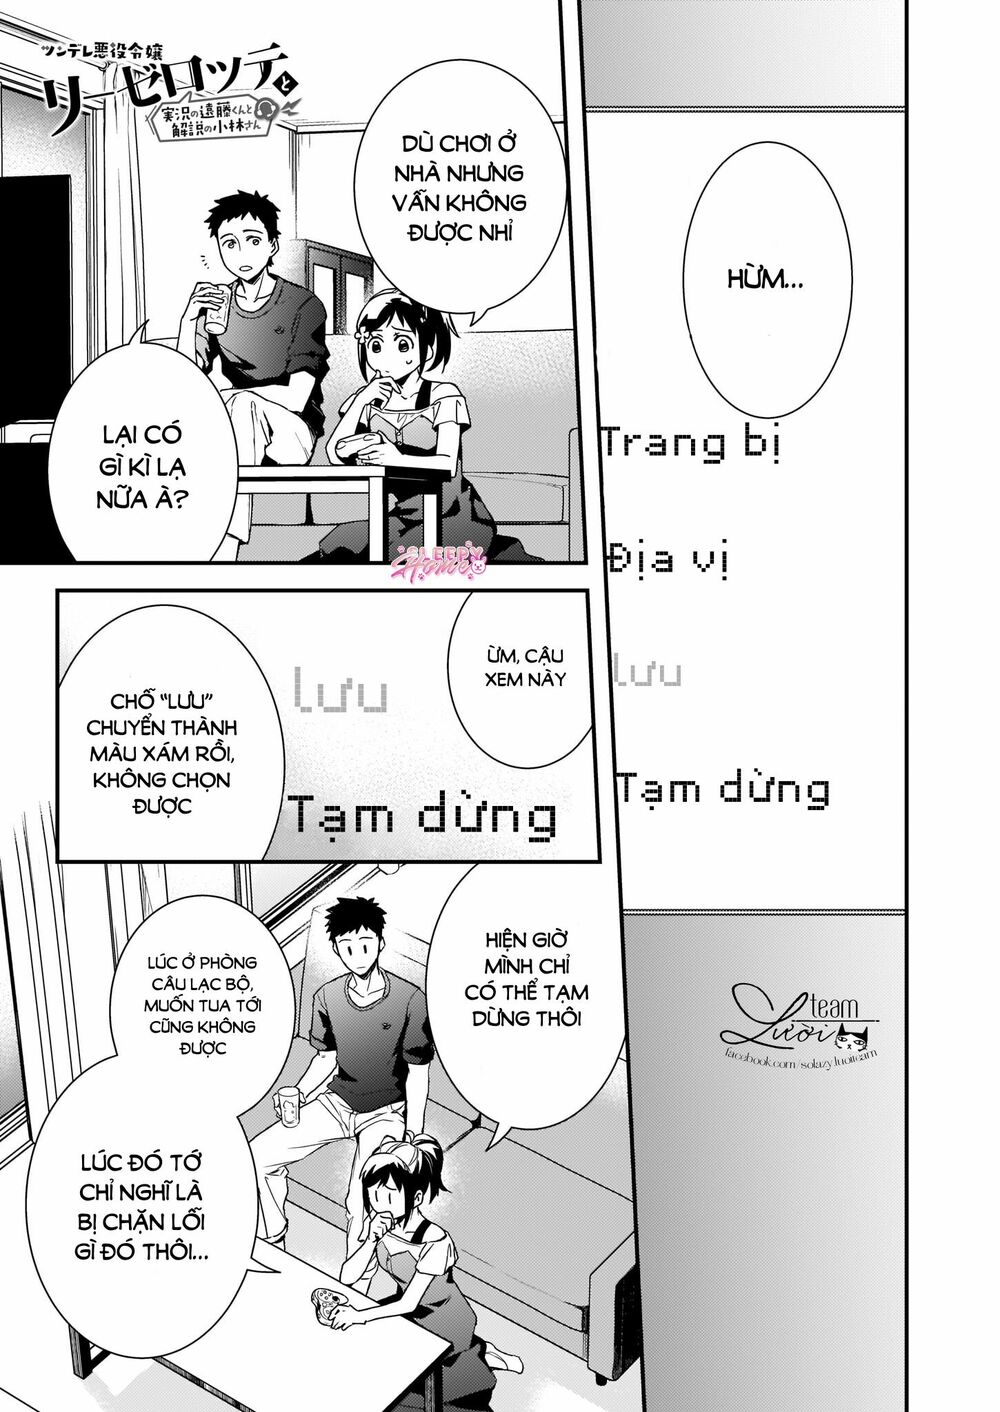 HỪM...
Trang bị
Địa vị
lưu
Tạm dừng
ツンデレ悪役令嬢
リーゼロッテと
実況の遠藤くんと
解説の小林さん
DÙ CHƠI Ở
NHÀ NHƯNG
VẪN KHÔNG
ĐƯỢC NHỈ
LẠI CÓ
GÌ KÌ LẠ
NỮA À?
SLEEPY
Home
ỪM, CẬU
XEM NÀY
lưu
Tạm dừng
CHỖ “LƯU”
CHUYỂN THÀNH
MÀU XÁM RỒI,
KHÔNG CHỌN
ĐƯỢC
HIỆN GIỜ
MÌNH CHỈ
CÓ THỂ TẠM
DỪNG THÔI
LÚC Ở PHÒNG
CÂU LẠC BỘ,
MUỐN TUA TỚI
CŨNG KHÔNG
ĐƯỢC
LÚC ĐÓ TỚ
CHỈ NGHĨ LÀ
BỊ CHẶN LỖI
GÌ ĐÓ THÔI...
team
Lười
facebook.com/solazy.luoiteam